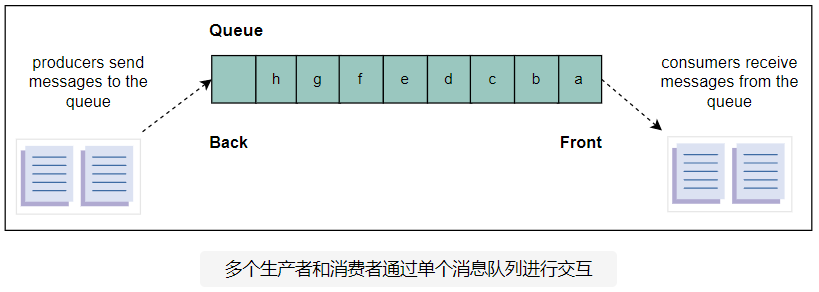 Queue
producers send
messages to the
queue
h g f e d c b a
consumers receive
messages from the
queue
Back
Front
多个生产者和消费者通过单个消息队列进行交互